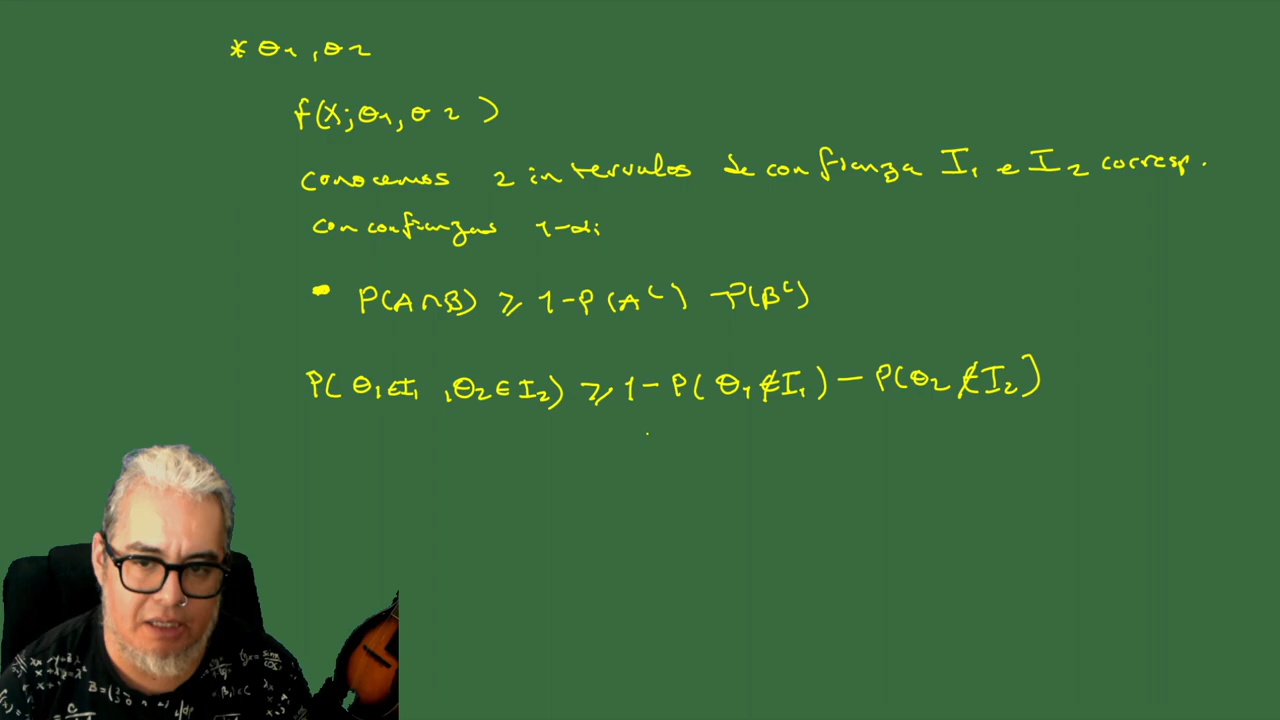 * θ1, θ2
f(x; θ1, θ2)
conocemos 2 intervalos de confianza I1 e I2 corresp.
con confianzas 1-αi
• P(A∩B) ≥ 1-P(A^c) -P(B^c)
P(θ1∈I1, θ2∈I2) ≥ 1- P(θ1∉I1) - P(θ2∉I2)